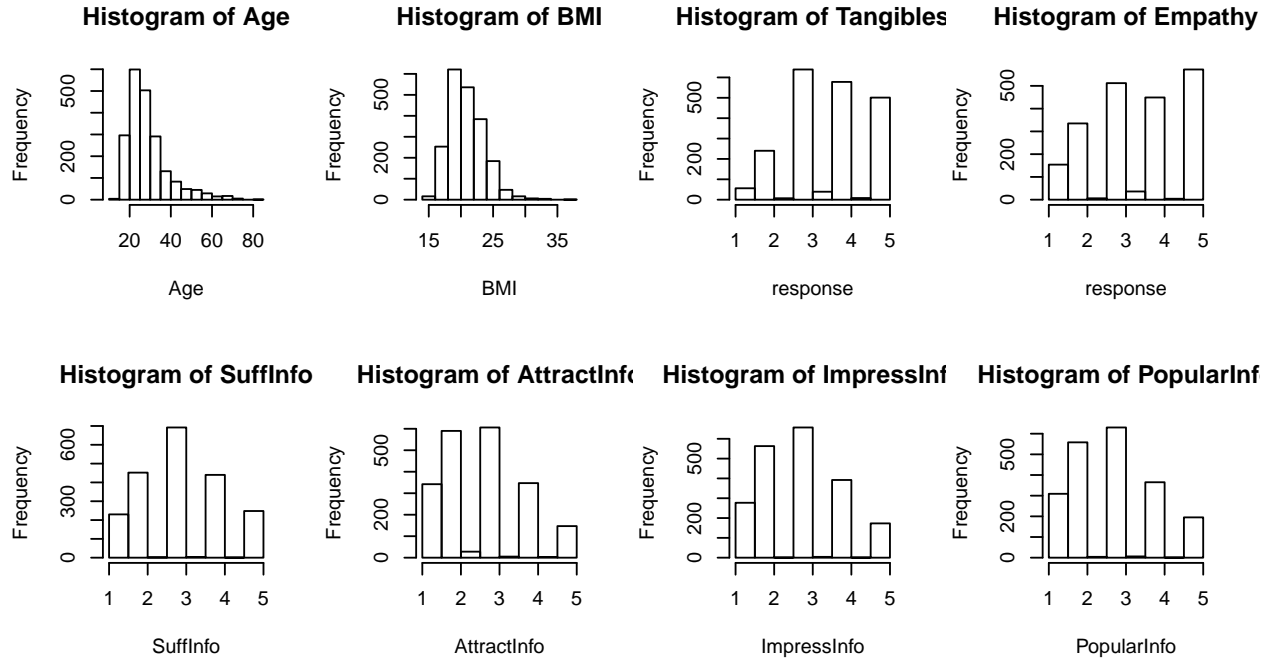 Histogram of Age
Frequency
0
200
500
20
40
60
80
Age
Histogram of BMI
Frequency
0
200
500
15
25
35
BMI
Histogram of Tangibles
Frequency
0
200
500
1
2
3
4
5
response
Histogram of Empathy
Frequency
0
200
500
1
2
3
4
5
response
Histogram of SuffInfo
Frequency
0
300
600
1
2
3
4
5
SuffInfo
Histogram of AttractInfo
Frequency
0
200
500
1
2
3
4
5
AttractInfo
Histogram of ImpressInf
Frequency
0
200
500
1
2
3
4
5
ImpressInfo
Histogram of PopularInf
Frequency
0
200
500
1
2
3
4
5
PopularInfo